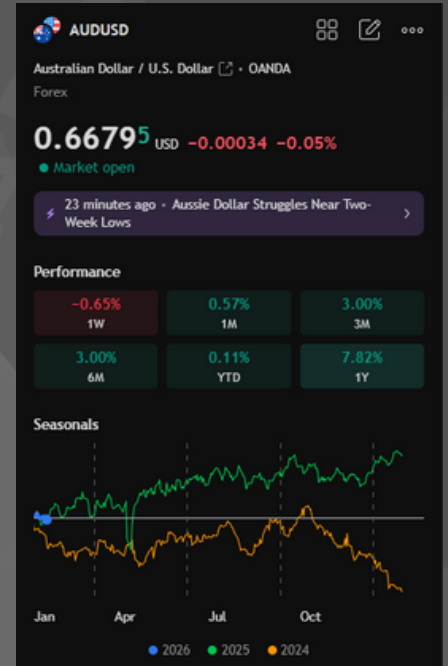 AUDUSD
Australian Dollar / U.S. Dollar • OANDA
Forex
0.66795 USD −0.00034 −0.05%
Market open
23 minutes ago • Aussie Dollar Struggles Near Two-
Week Lows
Performance
−0.65% 0.57% 3.00%
1W 1M 3M
3.00% 0.11% 7.82%
6M YTD 1Y
Seasonals
Jan Apr Jul Oct
2026 2025 2024